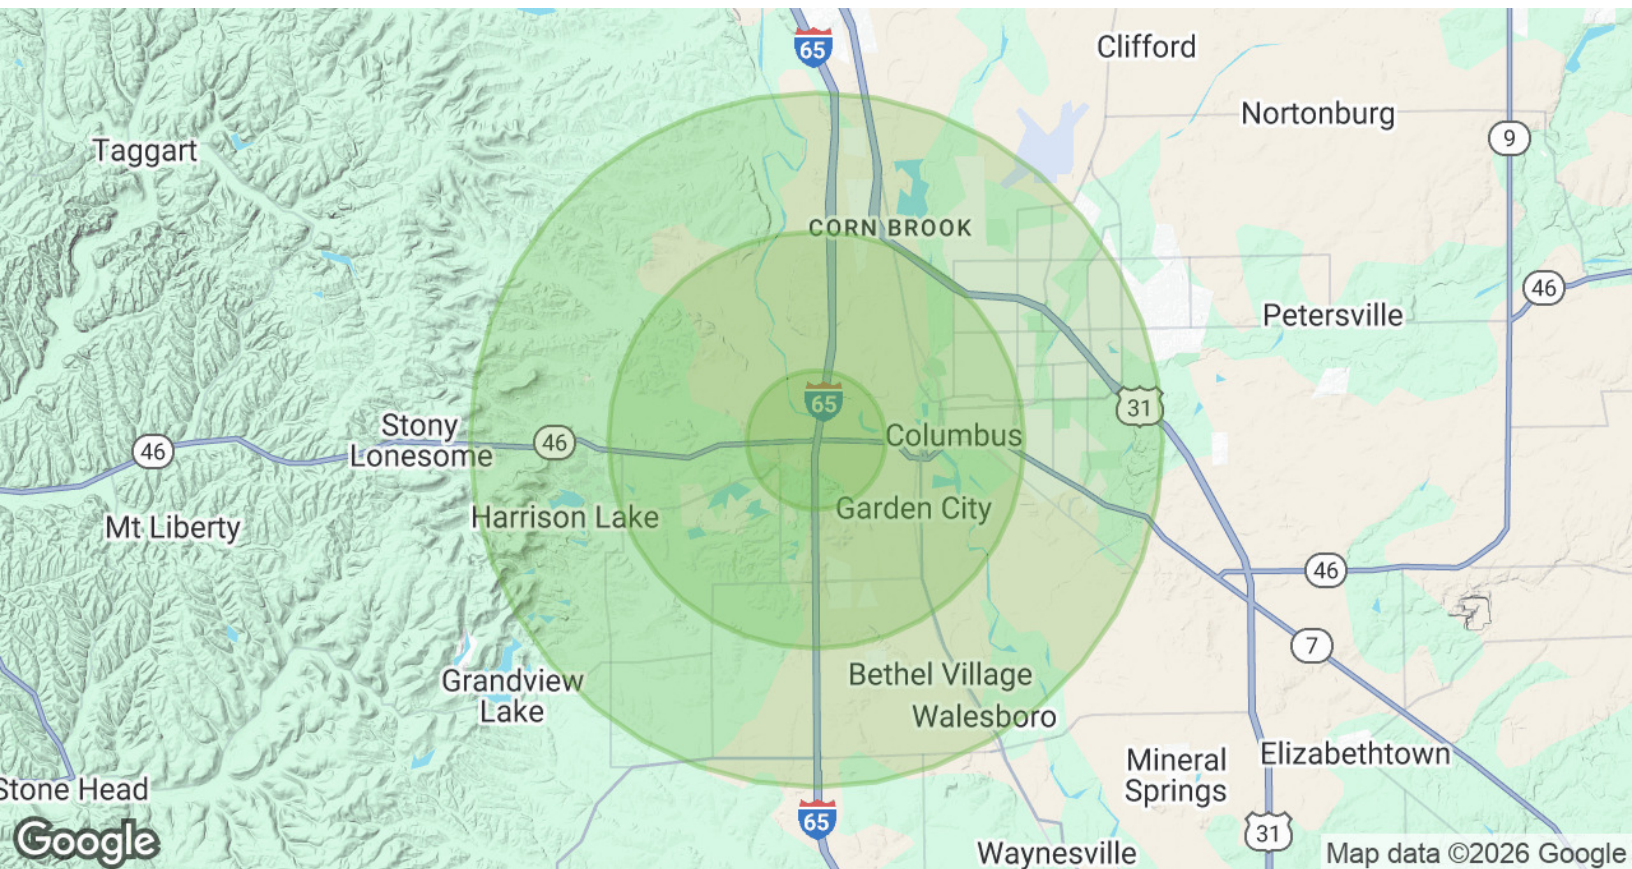 65
Clifford
Nortonburg
9
Taggart
CORN BROOK
46
Petersville
65
31
Stony
Lonesome
46
46
Columbus
Harrison Lake
Garden City
Mt Liberty
46
7
Grandview
Lake
Bethel Village
Walesboro
Mineral
Springs
Elizabethtown
Stone Head
65
31
Google
Waynesville
Map data ©2026 Google